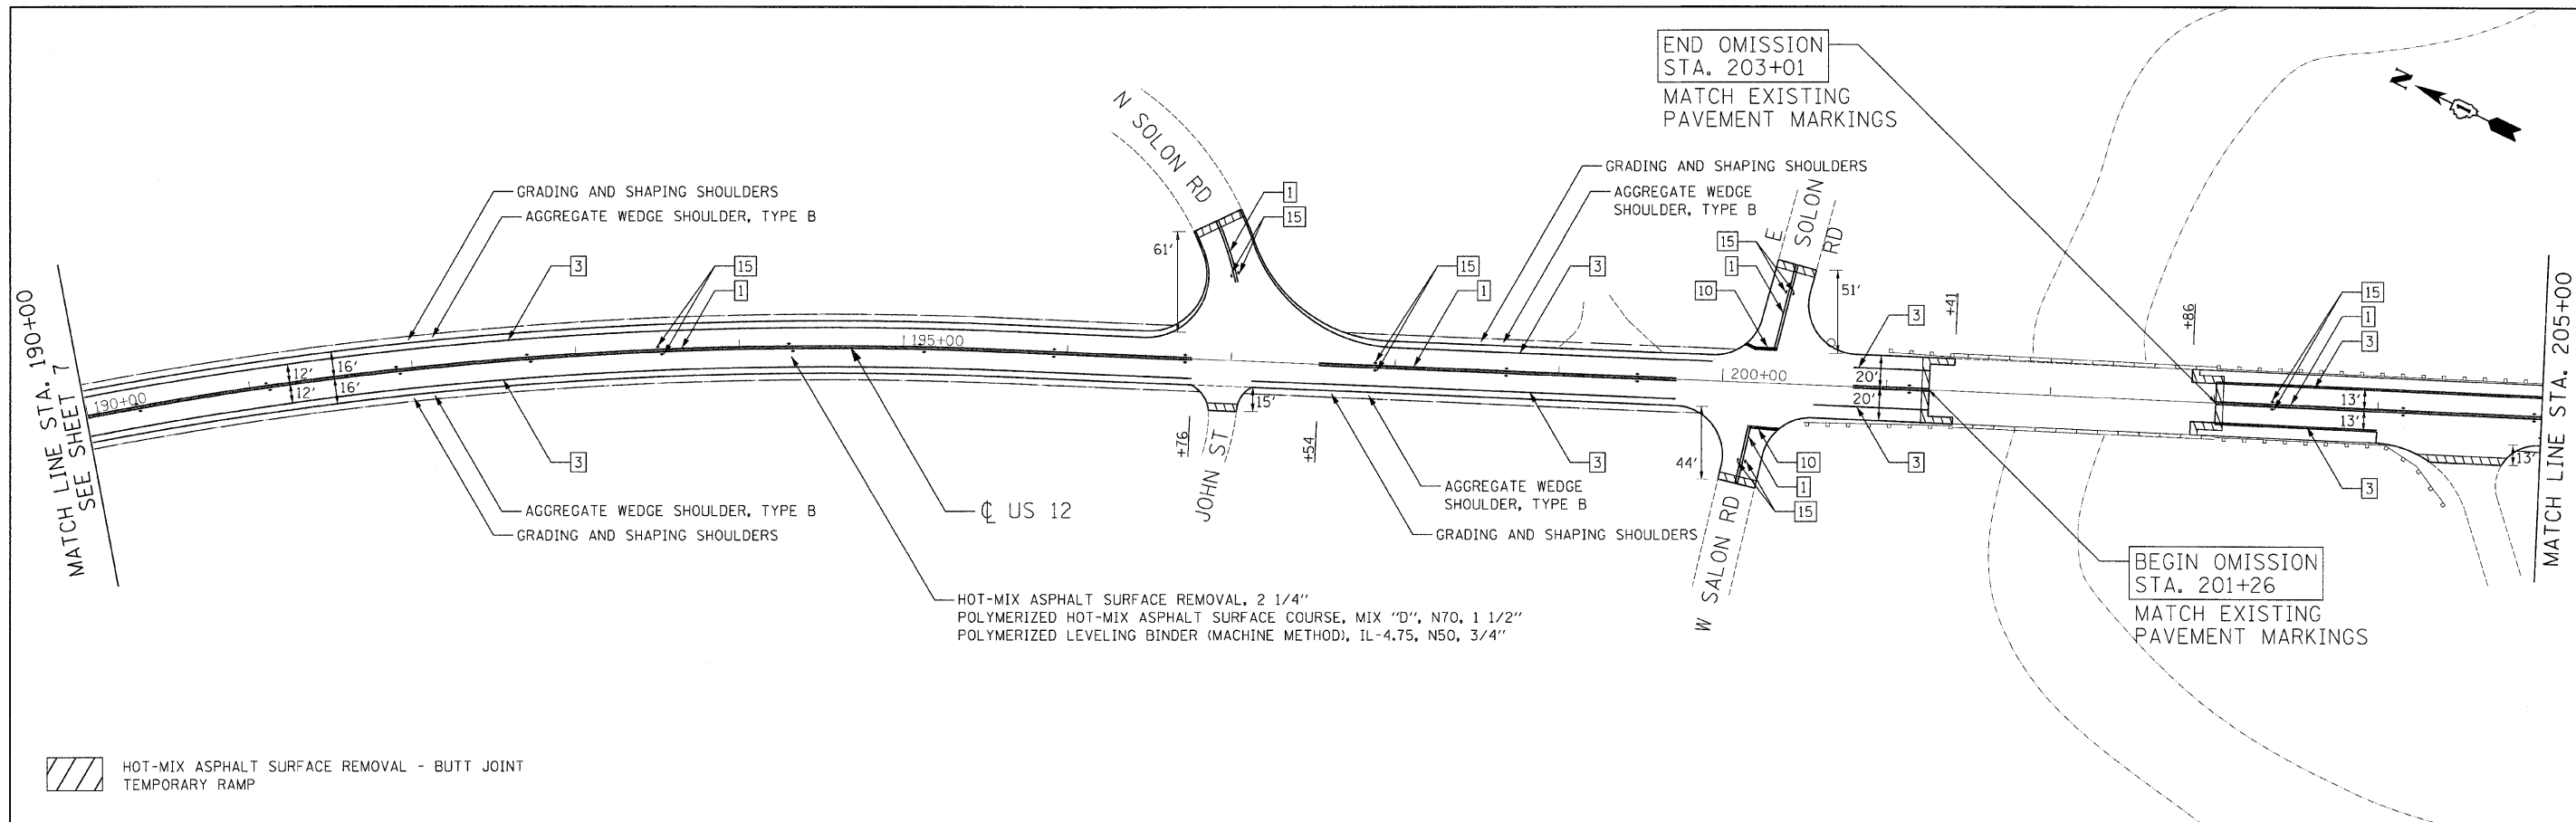 END OMISSION
STA. 203+01
MATCH EXISTING
PAVEMENT MARKINGS
N
1
N SOLON RD
GRADING AND SHAPING SHOULDERS
AGGREGATE WEDGE SHOULDER, TYPE B
3
15
1
61'
1
15
GRADING AND SHAPING SHOULDERS
AGGREGATE WEDGE
SHOULDER, TYPE B
15
1
3
E SOLON RD
15
1
10
51'
3
+41
+86
15
1
3
MATCH LINE STA. 190+00
SEE SHEET 7
190+00
12'
12'
16'
16'
195+00
200+00
20'
20'
13'
13'
13'
MATCH LINE STA. 205+00
3
AGGREGATE WEDGE SHOULDER, TYPE B
GRADING AND SHAPING SHOULDERS
℄ US 12
+76
JOHN ST
15'
+54
3
AGGREGATE WEDGE
SHOULDER, TYPE B
GRADING AND SHAPING SHOULDERS
44'
W SALON RD
10
1
15
3
3
BEGIN OMISSION
STA. 201+26
MATCH EXISTING
PAVEMENT MARKINGS
HOT-MIX ASPHALT SURFACE REMOVAL, 2 1/4"
POLYMERIZED HOT-MIX ASPHALT SURFACE COURSE, MIX "D", N70, 1 1/2"
POLYMERIZED LEVELING BINDER (MACHINE METHOD), IL-4.75, N50, 3/4"
HOT-MIX ASPHALT SURFACE REMOVAL - BUTT JOINT
TEMPORARY RAMP